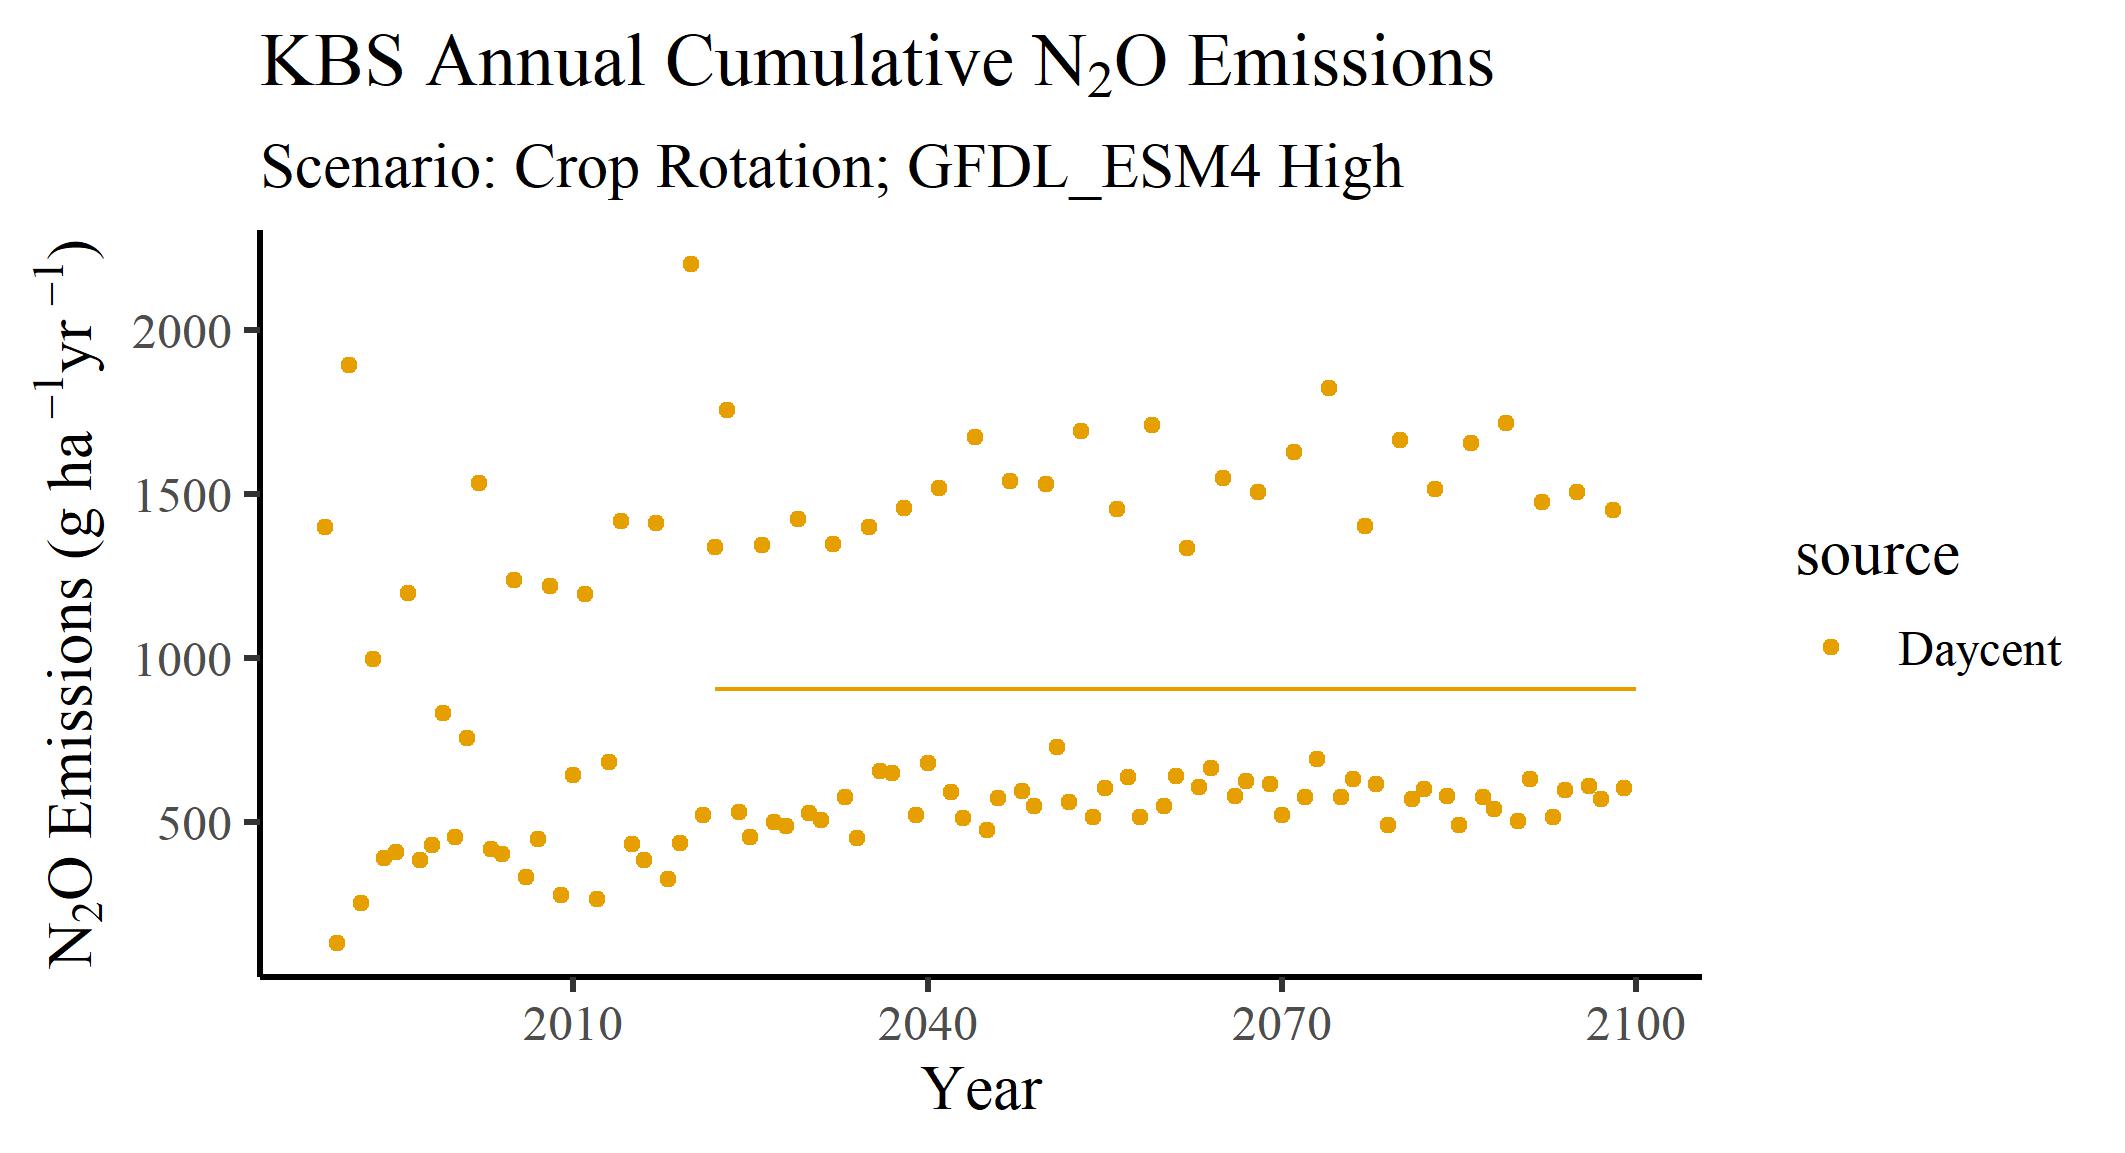 KBS Annual Cumulative N₂O Emissions
Scenario: Crop Rotation; GFDL_ESM4 High
N₂O Emissions (g ha⁻¹yr⁻¹)
2000
1500
1000
500
2010 2040 2070 2100
Year
source
Daycent